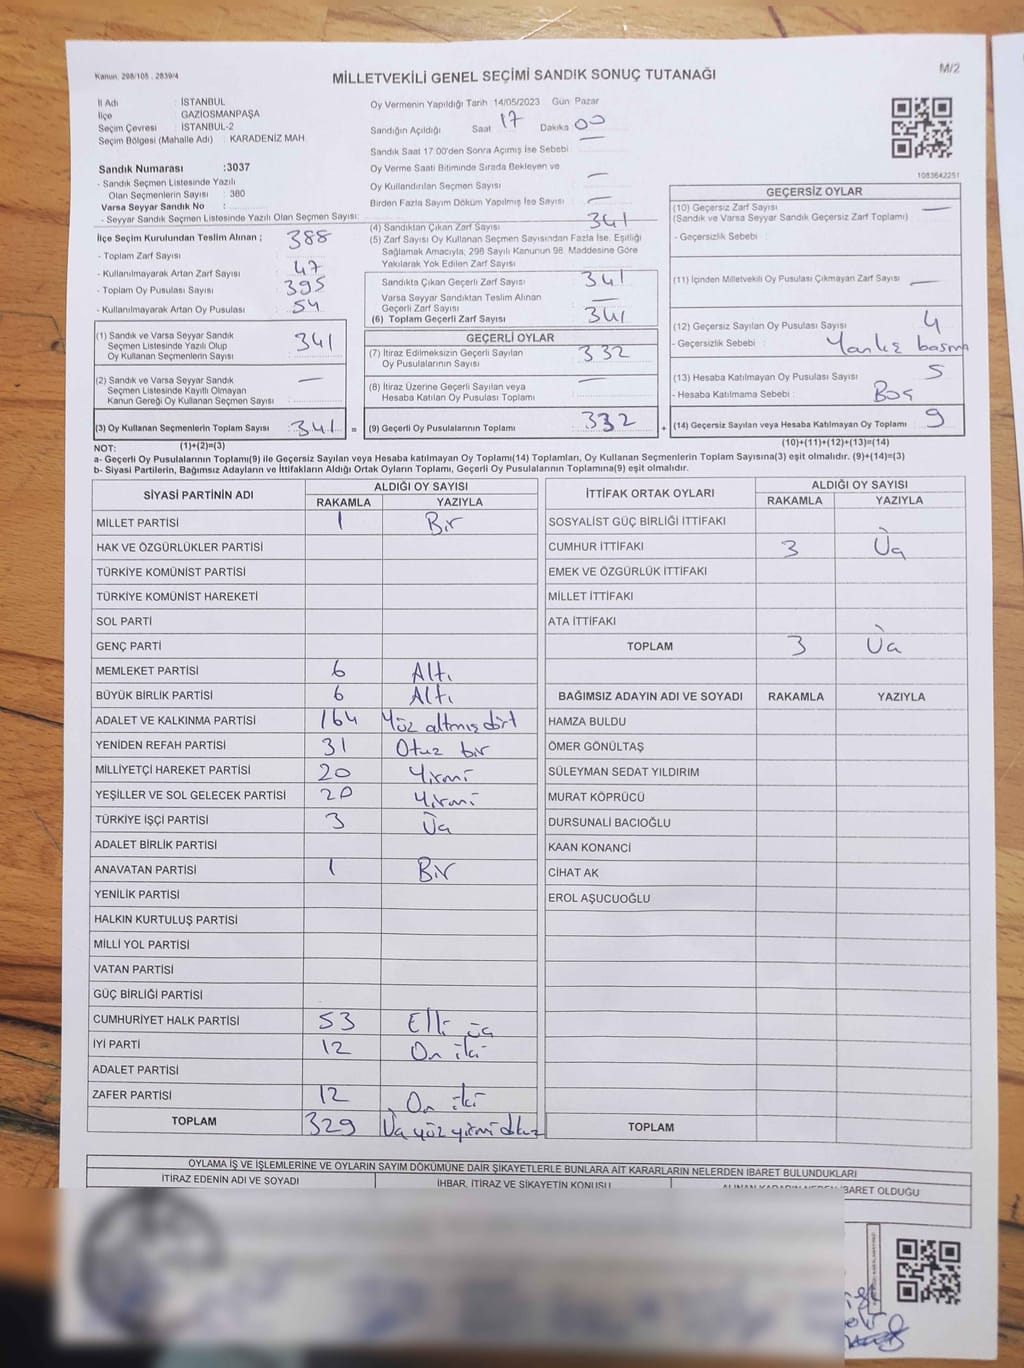 Kanun: 298/105 , 2839/4
MİLLETVEKİLİ GENEL SEÇİMİ SANDIK SONUÇ TUTANAĞI
M/2
İl Adı : İSTANBUL
İlçe : GAZİOSMANPAŞA
Seçim Çevresi : İSTANBUL-2
Seçim Bölgesi (Mahalle Adı) : KARADENİZ MAH.
Oy Vermenin Yapıldığı Tarih :14/05/2023 Gün: Pazar
Sandığın Açıldığı Saat 17 Dakika 00
Sandık Saat 17.00'den Sonra Açımış İse Sebebi :
Oy Verme Saati Bitiminde Sırada Bekleyen ve
Oy Kullandırılan Seçmen Sayısı —
Birden Fazla Sayım Döküm Yapılmış İse Sayısı : —
1083642251
Sandık Numarası :3037
- Sandık Seçmen Listesinde Yazılı
Olan Seçmenlerin Sayısı : 380
Varsa Seyyar Sandık No :
- Seyyar Sandık Seçmen Listesinde Yazılı Olan Seçmen Sayısı:
İlçe Seçim Kurulundan Teslim Alınan ;
- Toplam Zarf Sayısı : 388
- Kullanılmayarak Artan Zarf Sayısı : 47
- Toplam Oy Pusulası Sayısı : 395
- Kullanılmayarak Artan Oy Pusulası : 54
(1) Sandık ve Varsa Seyyar Sandık
Seçmen Listesinde Yazılı Olup
Oy Kullanan Seçmenlerin Sayısı : 341
(2) Sandık ve Varsa Seyyar Sandık
Seçmen Listesinde Kayıtlı Olmayan
Kanun Gereği Oy Kullanan Seçmen Sayısı : —
(3) Oy Kullanan Seçmenlerin Toplam Sayısı : 341 =
(4) Sandıktan Çıkan Zarf Sayısı : 341
(5) Zarf Sayısı Oy Kullanan Seçmen Sayısından Fazla İse, Eşitliği
Sağlamak Amacıyla; 298 Sayılı Kanunun 98. Maddesine Göre
Yakılarak Yok Edilen Zarf Sayısı :
Sandıkta Çıkan Geçerli Zarf Sayısı : 341
Varsa Seyyar Sandıktan Teslim Alınan
Geçerli Zarf Sayısı : —
(6) Toplam Geçerli Zarf Sayısı : 341
GEÇERLİ OYLAR
(7) İtiraz Edilmeksizin Geçerli Sayılan
Oy Pusulalarının Sayısı : 332
(8) İtiraz Üzerine Geçerli Sayılan veya
Hesaba Katılan Oy Pusulası Toplamı : —
(9) Geçerli Oy Pusulalarının Toplamı : 332 +
GEÇERSİZ OYLAR
(10) Geçersiz Zarf Sayısı : —
(Sandık ve Varsa Seyyar Sandık Geçersiz Zarf Toplamı)
- Geçersizlik Sebebi :
(11) İçinden Milletvekili Oy Pusulası Çıkmayan Zarf Sayısı : —
(12) Geçersiz Sayılan Oy Pusulası Sayısı : 4
- Geçersizlik Sebebi : Yanlış basma
(13) Hesaba Katılmayan Oy Pusulası Sayısı : 5
- Hesaba Katılmama Sebebi : Boş
(14) Geçersiz Sayılan veya Hesaba Katılmayan Oy Toplamı : 9
NOT: (1)+(2)=(3)
(10)+(11)+(12)+(13)=(14)
a- Geçerli Oy Pusulalarının Toplamı(9) ile Geçersiz Sayılan veya Hesaba katılmayan Oy Toplamı(14) Toplamları, Oy Kullanan Seçmenlerin Toplam Sayısına(3) eşit olmalıdır. (9)+(14)=(3)
b- Siyasi Partilerin, Bağımsız Adayların ve İttifakların Aldığı Ortak Oyların Toplamı, Geçerli Oy Pusulalarının Toplamına(9) eşit olmalıdır.
SİYASİ PARTİNİN ADI ALDIĞI OY SAYISI
RAKAMLA YAZIYLA
MİLLET PARTİSİ 1 Bir
HAK VE ÖZGÜRLÜKLER PARTİSİ
TÜRKİYE KOMÜNİST PARTİSİ
TÜRKİYE KOMÜNİST HAREKETİ
SOL PARTİ
GENÇ PARTİ
MEMLEKET PARTİSİ 6 Altı
BÜYÜK BİRLİK PARTİSİ 6 Altı
ADALET VE KALKINMA PARTİSİ 164 Yüz altmış dört
YENİDEN REFAH PARTİSİ 31 Otuz bir
MİLLİYETÇİ HAREKET PARTİSİ 20 Yirmi
YEŞİLLER VE SOL GELECEK PARTİSİ 20 Yirmi
TÜRKİYE İŞÇİ PARTİSİ 3 Üç
ADALET BİRLİK PARTİSİ
ANAVATAN PARTİSİ 1 Bir
YENİLİK PARTİSİ
HALKIN KURTULUŞ PARTİSİ
MİLLİ YOL PARTİSİ
VATAN PARTİSİ
GÜÇ BİRLİĞİ PARTİSİ
CUMHURİYET HALK PARTİSİ 53 Elli üç
İYİ PARTİ 12 On iki
ADALET PARTİSİ
ZAFER PARTİSİ 12 On iki
TOPLAM 329 Üç yüz yirmi dokuz
İTTİFAK ORTAK OYLARI ALDIĞI OY SAYISI
RAKAMLA YAZIYLA
SOSYALİST GÜÇ BİRLİĞİ İTTİFAKI
CUMHUR İTTİFAKI 3 Üç
EMEK VE ÖZGÜRLÜK İTTİFAKI
MİLLET İTTİFAKI
ATA İTTİFAKI
TOPLAM 3 Üç
BAĞIMSIZ ADAYIN ADI VE SOYADI RAKAMLA YAZIYLA
HAMZA BULDU
ÖMER GÖNÜLTAŞ
SÜLEYMAN SEDAT YILDIRIM
MURAT KÖPRÜCÜ
DURSUNALİ BACIOĞLU
KAAN KONANCİ
CİHAT AK
EROL AŞUCUOĞLU
TOPLAM
OYLAMA İŞ VE İŞLEMLERİNE VE OYLARIN SAYIM DÖKÜMÜNE DAİR ŞİKAYETLERLE BUNLARA AİT KARARLARIN NELERDEN İBARET BULUNDUKLARI
İTİRAZ EDENİN ADI VE SOYADI İHBAR, İTİRAZ VE ŞİKAYETİN KONUSU ALINAN KARARIN NEDEN İBARET OLDUĞU